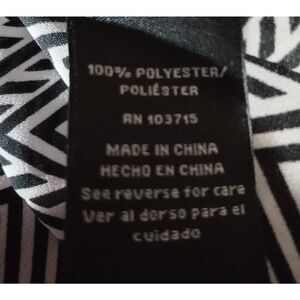 100% POLYESTER/
POLIÉSTER
RN 103715
MADE IN CHINA
HECHO EN CHINA
See reverse for care
Ver al dorso para el
cuidado